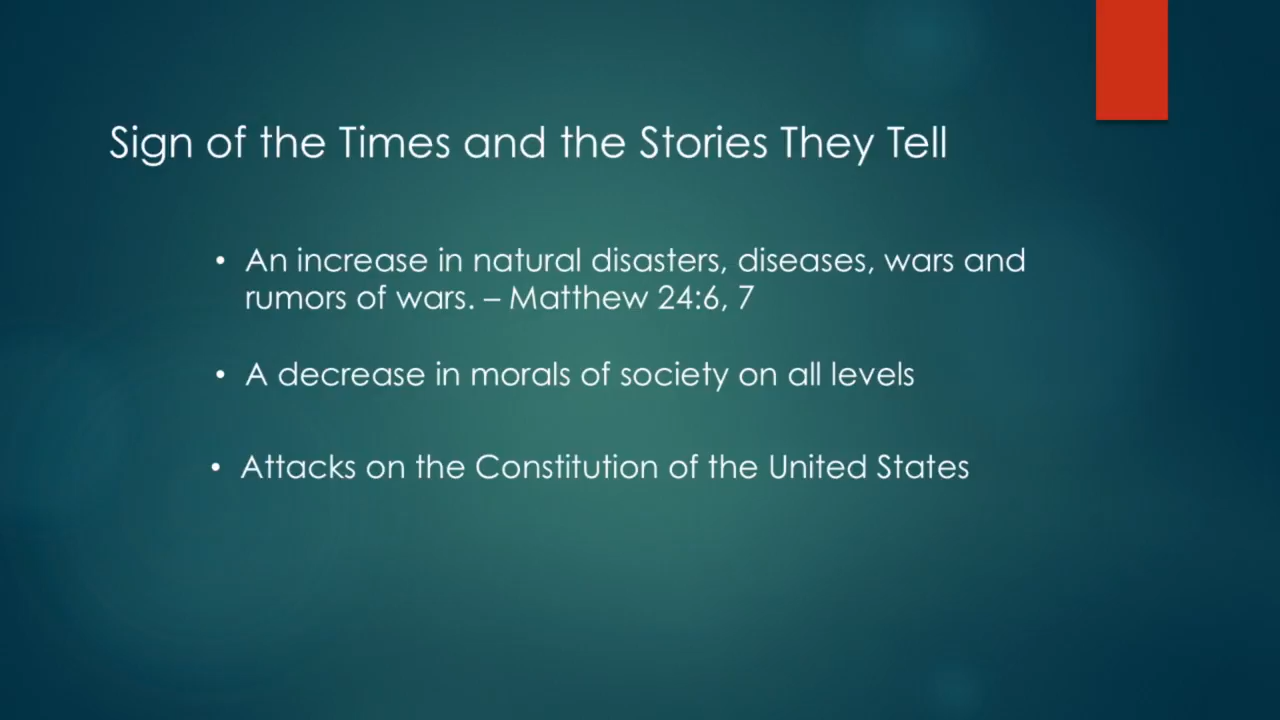 Sign of the Times and the Stories They Tell
• An increase in natural disasters, diseases, wars and
rumors of wars. – Matthew 24:6, 7
• A decrease in morals of society on all levels
• Attacks on the Constitution of the United States